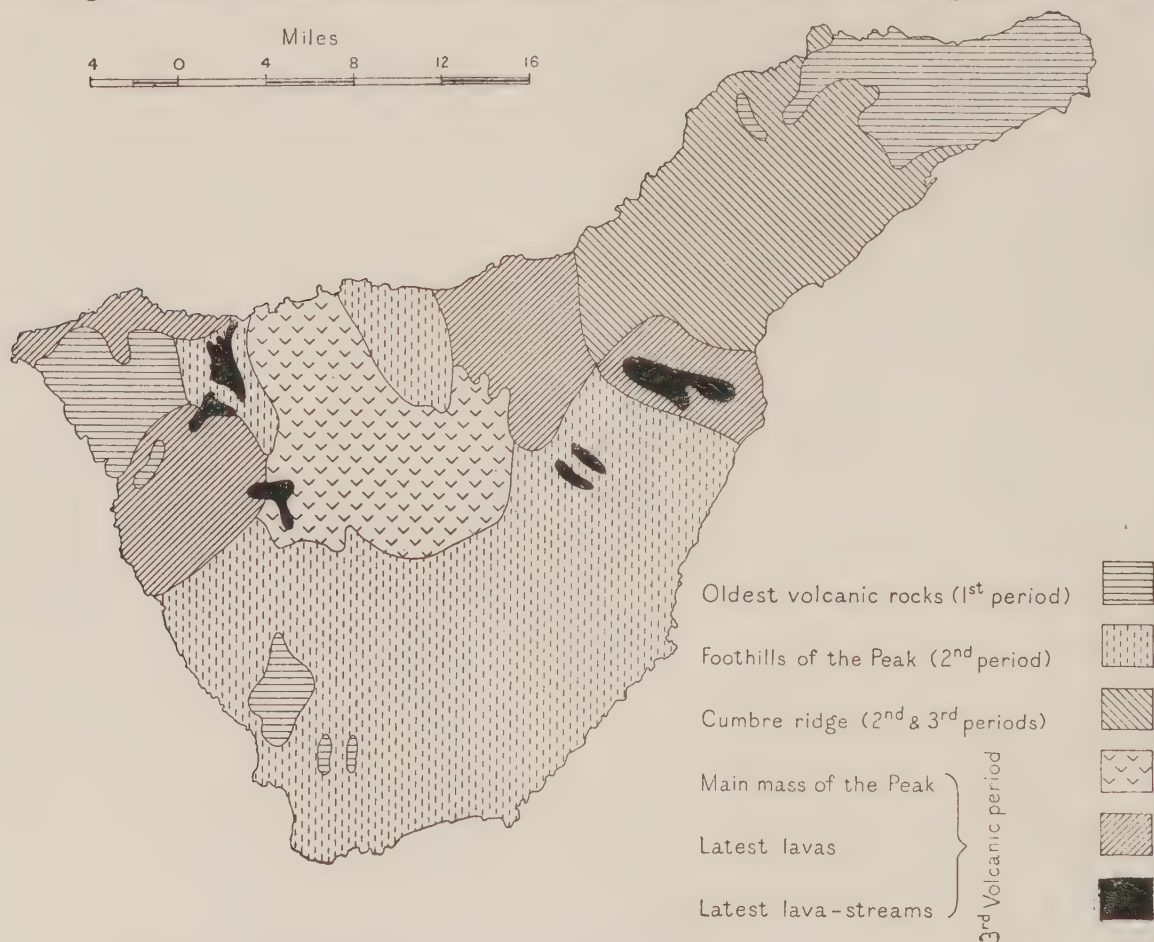 Miles
4 0 4 8 12 16
Oldest volcanic rocks (1st period)
Foothills of the Peak (2nd period)
Cumbre ridge (2nd & 3rd periods)
Main mass of the Peak
Latest lavas
Latest lava-streams
3rd Volcanic period